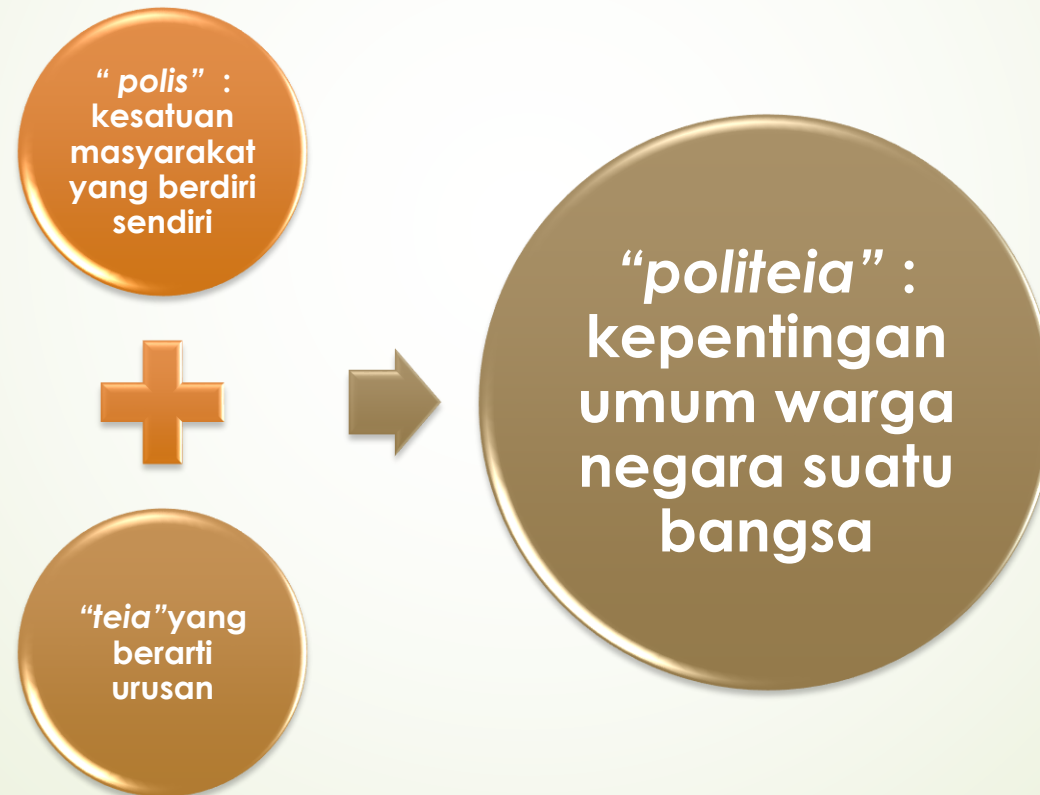 “ polis” :
kesatuan
masyarakat
yang berdiri
sendiri
“teia”yang
berarti
urusan
“politeia” :
kepentingan
umum warga
negara suatu
bangsa